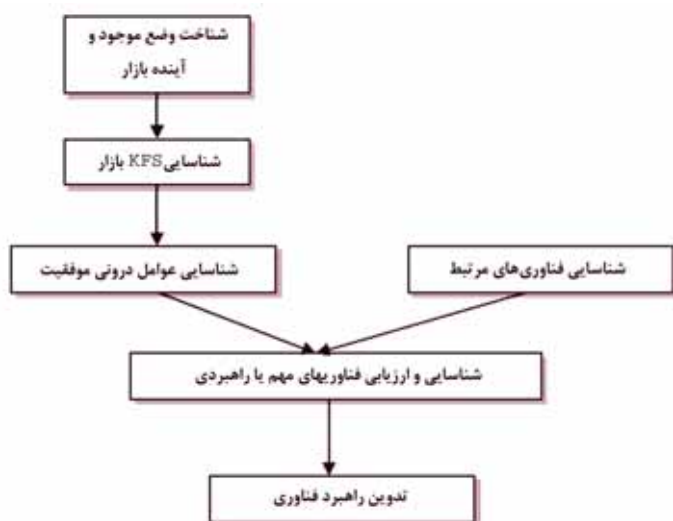 شناخت وضع موجود و
آینده بازار
شناسایی KFS بازار
شناسایی عوامل درونی موفقیت
شناسایی فناوری‌های مرتبط
شناسایی و ارزیابی فناوریهای مهم یا راهبردی
تدوین راهبرد فناوری